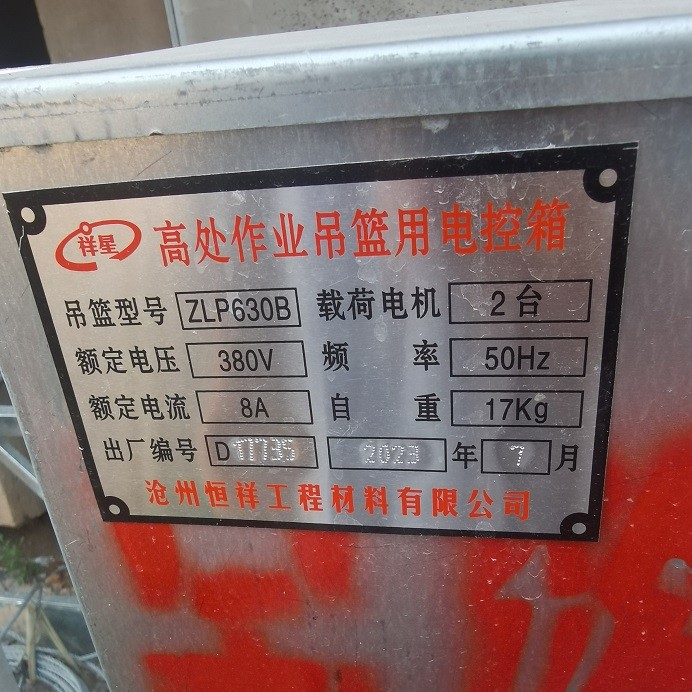 祥星 高处作业吊篮用电控箱
吊篮型号 ZLP630B 载荷电机 2台
额定电压 380V 频率 50Hz
额定电流 8A 自重 17Kg
出厂编号 D11735 2023 年 7 月
沧州恒祥工程材料有限公司